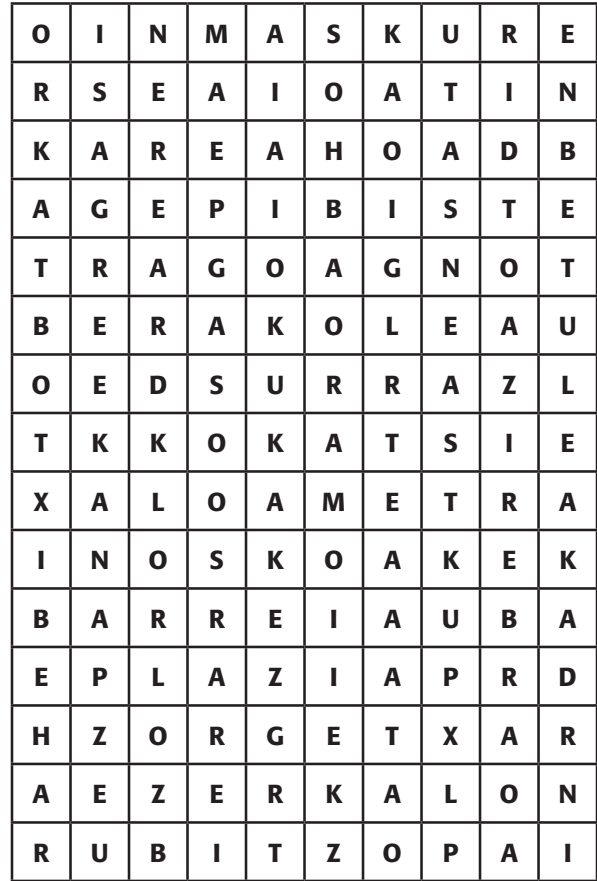 O I N M A S K U R E
R S E A I O A T I N
K A R E A H O A D B
A G E P I B I S T E
T R A G O A G N O T
B E R A K O L E A U
O E D S U R R A Z L
T K K O K A T S I E
X A L O A M E T R A
I N O S K O A K E K
B A R R E I A U B A
E P L A Z I A P R D
H Z O R G E T X A R
A E Z E R K A L O N
R U B I T Z O P A I